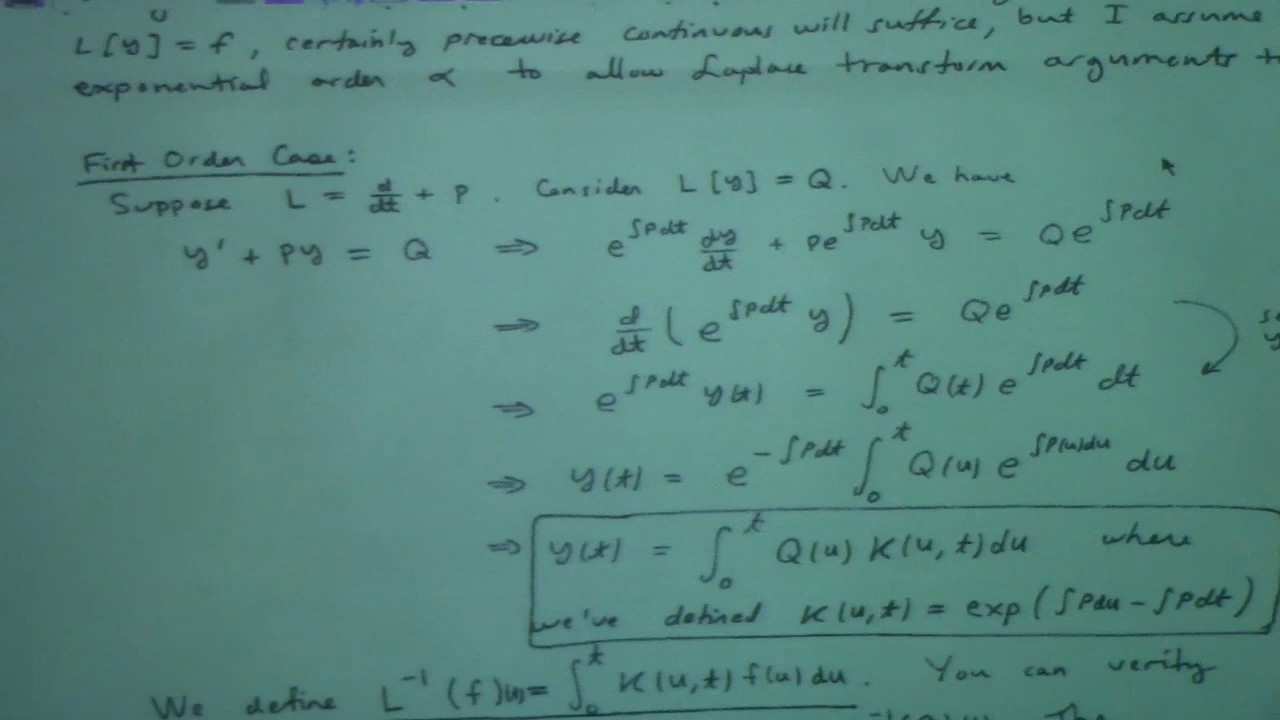 L[y] = f, certainly piecewise continuous will suffice, but I assume
exponential order α to allow Laplace transform arguments
First Order Case:
Suppose L = d/dt + P. Consider L[y] = Q. We have
y' + Py = Q ⇒ e^{∫Pdt} dy/dt + Pe^{∫Pdt} y = Qe^{∫Pdt}
⇒ d/dt (e^{∫Pdt} y) = Qe^{∫Pdt}
⇒ e^{∫Pdt} y(t) = ∫_0^t Q(t) e^{∫Pdt} dt
⇒ y(t) = e^{-∫Pdt} ∫_0^t Q(u) e^{∫P(u)du} du
⇒ y(t) = ∫_0^t Q(u) K(u,t) du where
we've defined K(u,t) = exp(∫Pdu - ∫Pdt)
We define L^{-1}(f)(t) = ∫_0^t K(u,t) f(u) du. You can verify